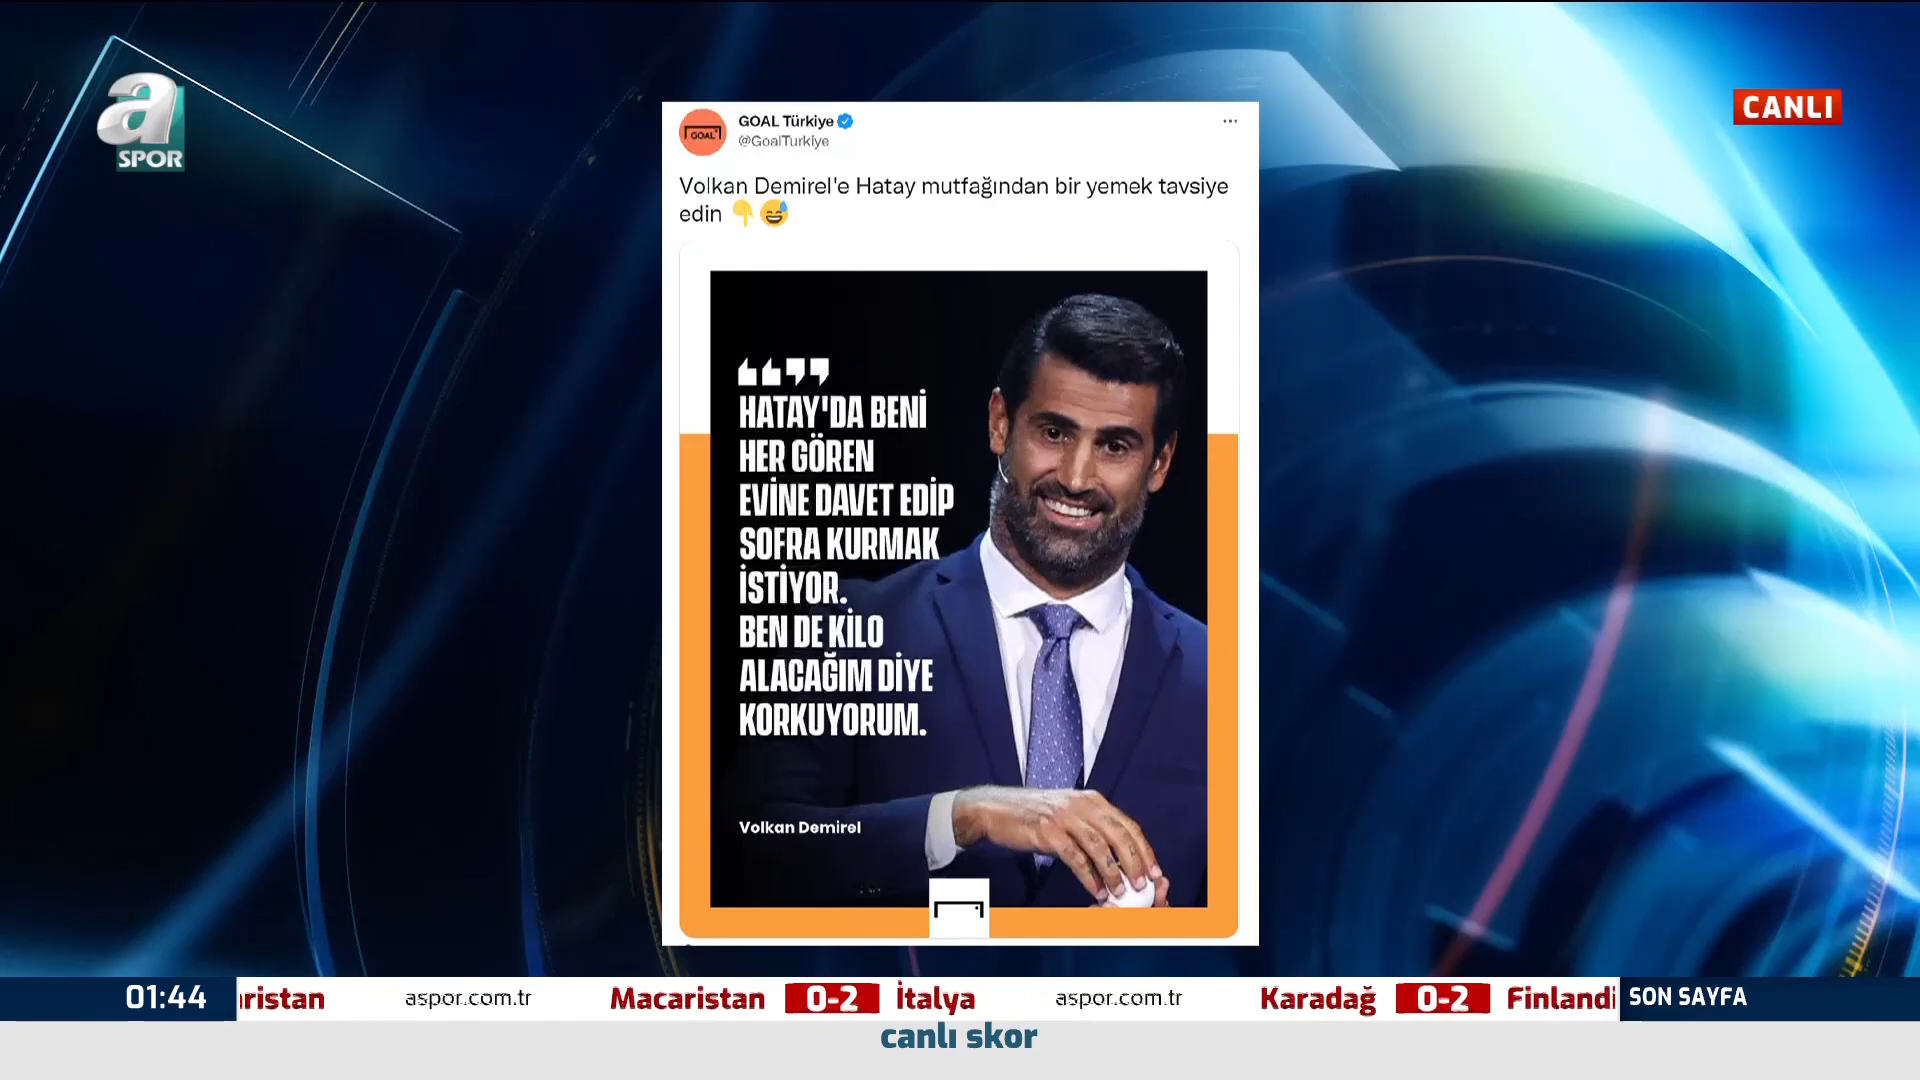 a
SPOR
CANLI
GOAL
GOAL Türkiye
@GoalTurkiye
Volkan Demirel'e Hatay mutfağından bir yemek tavsiye
edin
HATAY'DA BENİ
HER GÖREN
EVİNE DAVET EDİP
SOFRA KURMAK
İSTİYOR.
BEN DE KİLO
ALACAĞIM DİYE
KORKUYORUM.
Volkan Demirel
01:44 ristan aspor.com.tr Macaristan 0-2 İtalya aspor.com.tr Karadağ 0-2 Finlandi SON SAYFA
canlı skor